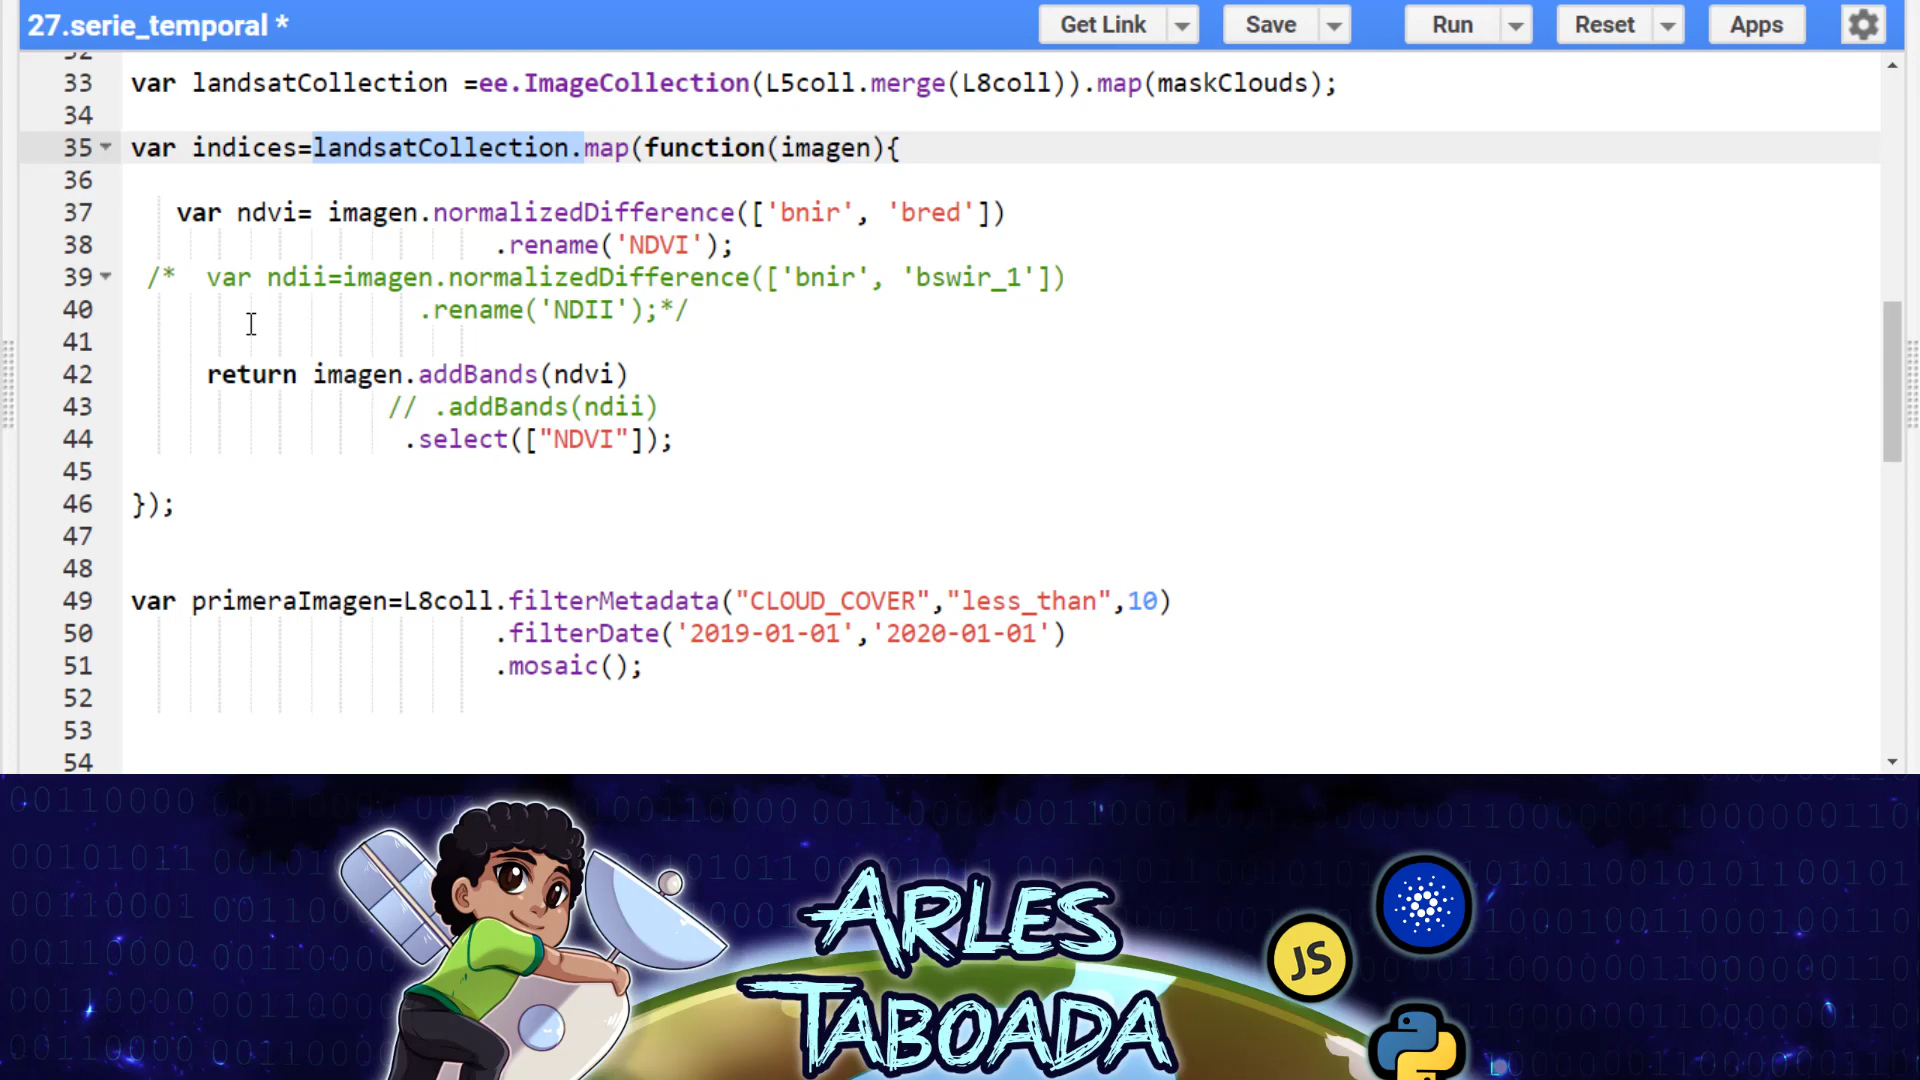 27.serie_temporal *
Get Link
Save
Run
Reset
Apps
32
33 var landsatCollection =ee.ImageCollection(L5coll.merge(L8coll)).map(maskClouds);
34
35 var indices=landsatCollection.map(function(imagen){
36
37 var ndvi= imagen.normalizedDifference(['bnir', 'bred'])
38 .rename('NDVI');
39 /* var ndii=imagen.normalizedDifference(['bnir', 'bswir_1'])
40 .rename('NDII');*/
41
42 return imagen.addBands(ndvi)
43 // .addBands(ndii)
44 .select(["NDVI"]);
45
46 });
47
48
49 var primeraImagen=L8coll.filterMetadata("CLOUD_COVER","less_than",10)
50 .filterDate('2019-01-01','2020-01-01')
51 .mosaic();
52
53
54
ARLES
TABOADA
JS